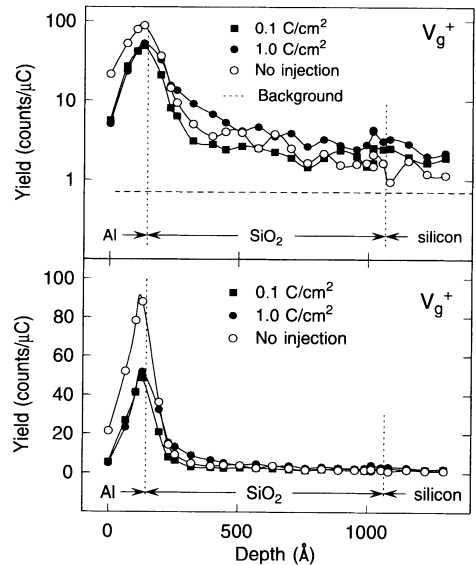 100
10
1
Yield (counts/μC)
0.1 C/cm²
1.0 C/cm²
No injection
Background
Vg⁺
Al
SiO₂
silicon
100
80
60
40
20
0
Yield (counts/μC)
0.1 C/cm²
1.0 C/cm²
No injection
Vg⁺
Al
SiO₂
silicon
0
500
1000
Depth (Å)